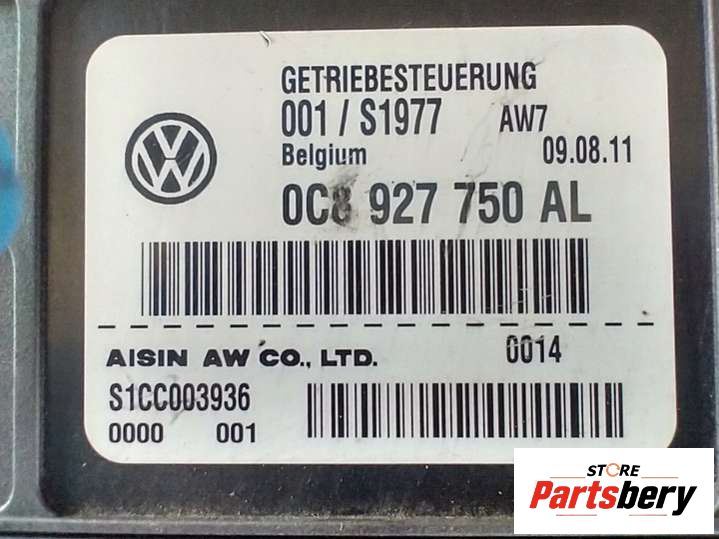 GETRIEBESTEUERUNG
001 / S1977 AW7
Belgium 09.08.11
0C8 927 750 AL
AISIN AW CO., LTD. 0014
S1CC003936
0000 001
STORE
Partsbery